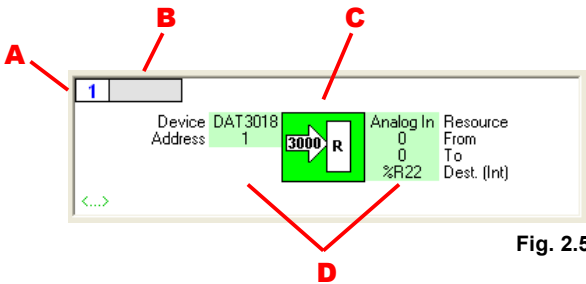 B
C
A
1
Device DAT3018 Analog In Resource
Address 1 3000 R 0 From
0 To
%R22 Dest. (Int)
<...>
Fig. 2.5
D